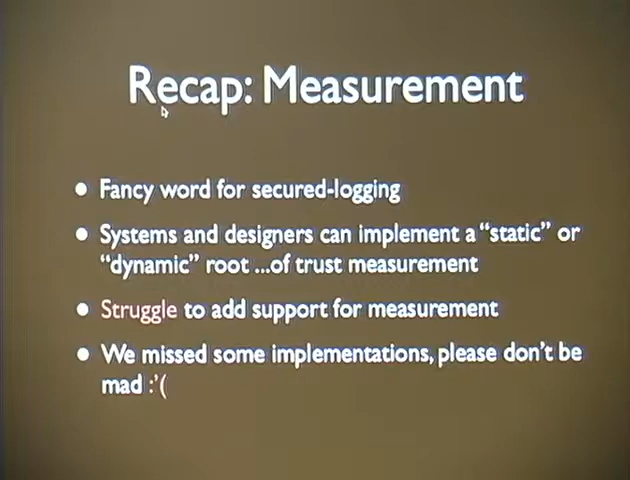 Recap: Measurement
• Fancy word for secured-logging
• Systems and designers can implement a “static” or
“dynamic” root ...of trust measurement
• Struggle to add support for measurement
• We missed some implementations, please don’t be
mad :’(